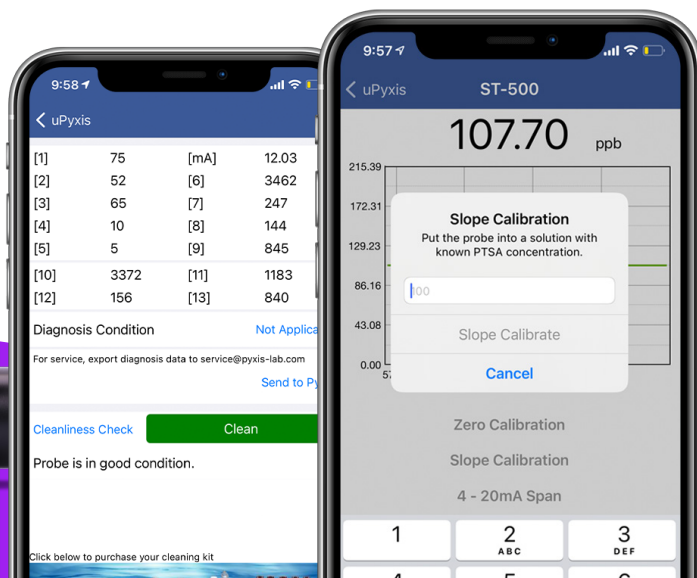 9:58
uPyxis
[1] 75 [mA] 12.03
[2] 52 [6] 3462
[3] 65 [7] 247
[4] 10 [8] 144
[5] 5 [9] 845
[10] 3372 [11] 1183
[12] 156 [13] 840
Diagnosis Condition Not Applica
For service, export diagnosis data to service@pyxis-lab.com
Send to Py
Cleanliness Check Clean
Probe is in good condition.
Click below to purchase your cleaning kit
9:57
uPyxis ST-500
107.70 ppb
215.39
172.31
129.23
86.16
43.08
0.00
57
Slope Calibration
Put the probe into a solution with
known PTSA concentration.
100
Slope Calibrate
Cancel
Zero Calibration
Slope Calibration
4 - 20mA Span
1 2 3
ABC DEF